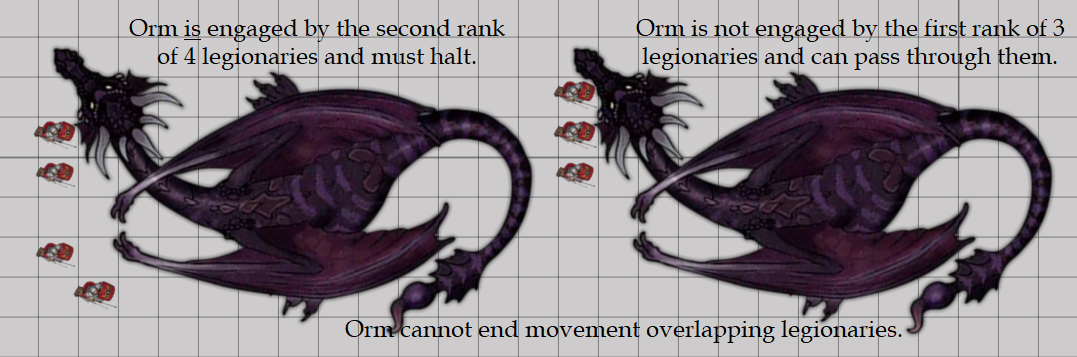 Orm is engaged by the second rank
of 4 legionaries and must halt.
Orm is not engaged by the first rank of 3
legionaries and can pass through them.
Orm cannot end movement overlapping legionaries.